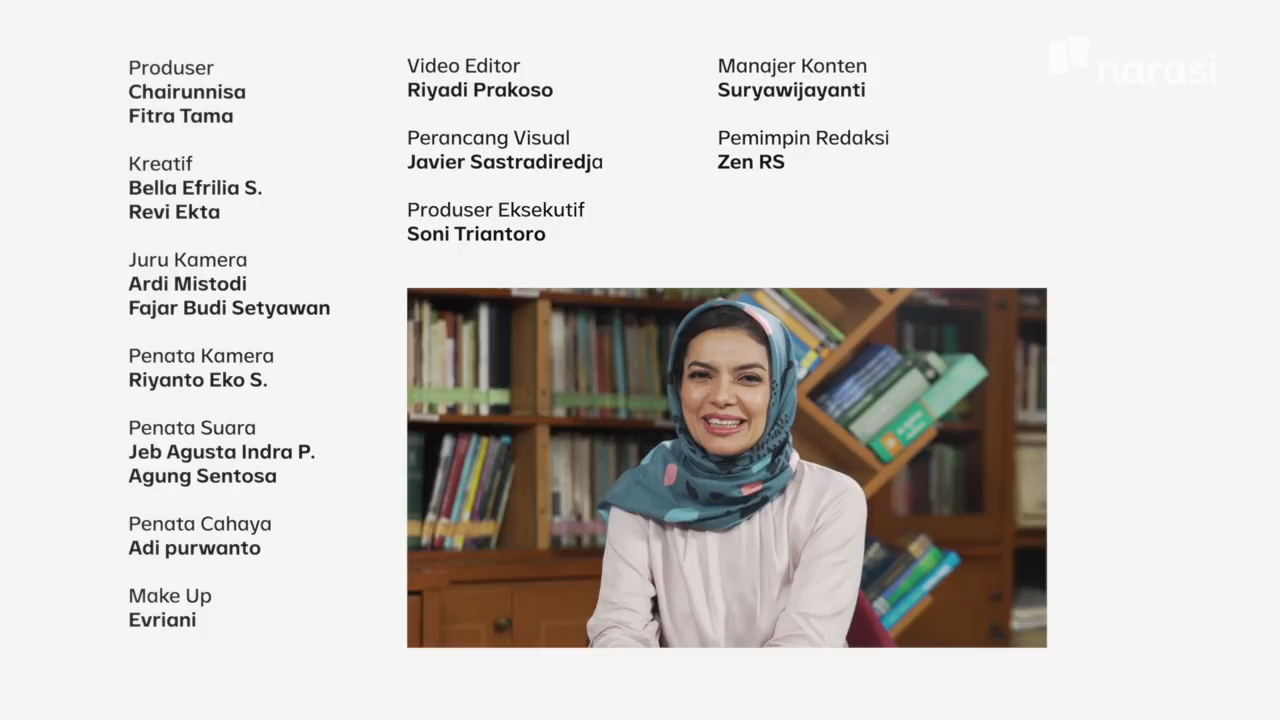 Produser
Chairunnisa
Fitra Tama
Kreatif
Bella Efrilia S.
Revi Ekta
Juru Kamera
Ardi Mistodi
Fajar Budi Setyawan
Penata Kamera
Riyanto Eko S.
Penata Suara
Jeb Agusta Indra P.
Agung Sentosa
Penata Cahaya
Adi purwanto
Make Up
Evriani
Video Editor
Riyadi Prakoso
Perancang Visual
Javier Sastradiredja
Produser Eksekutif
Soni Triantoro
Manajer Konten
Suryawijayanti
Pemimpin Redaksi
Zen RS
narasi